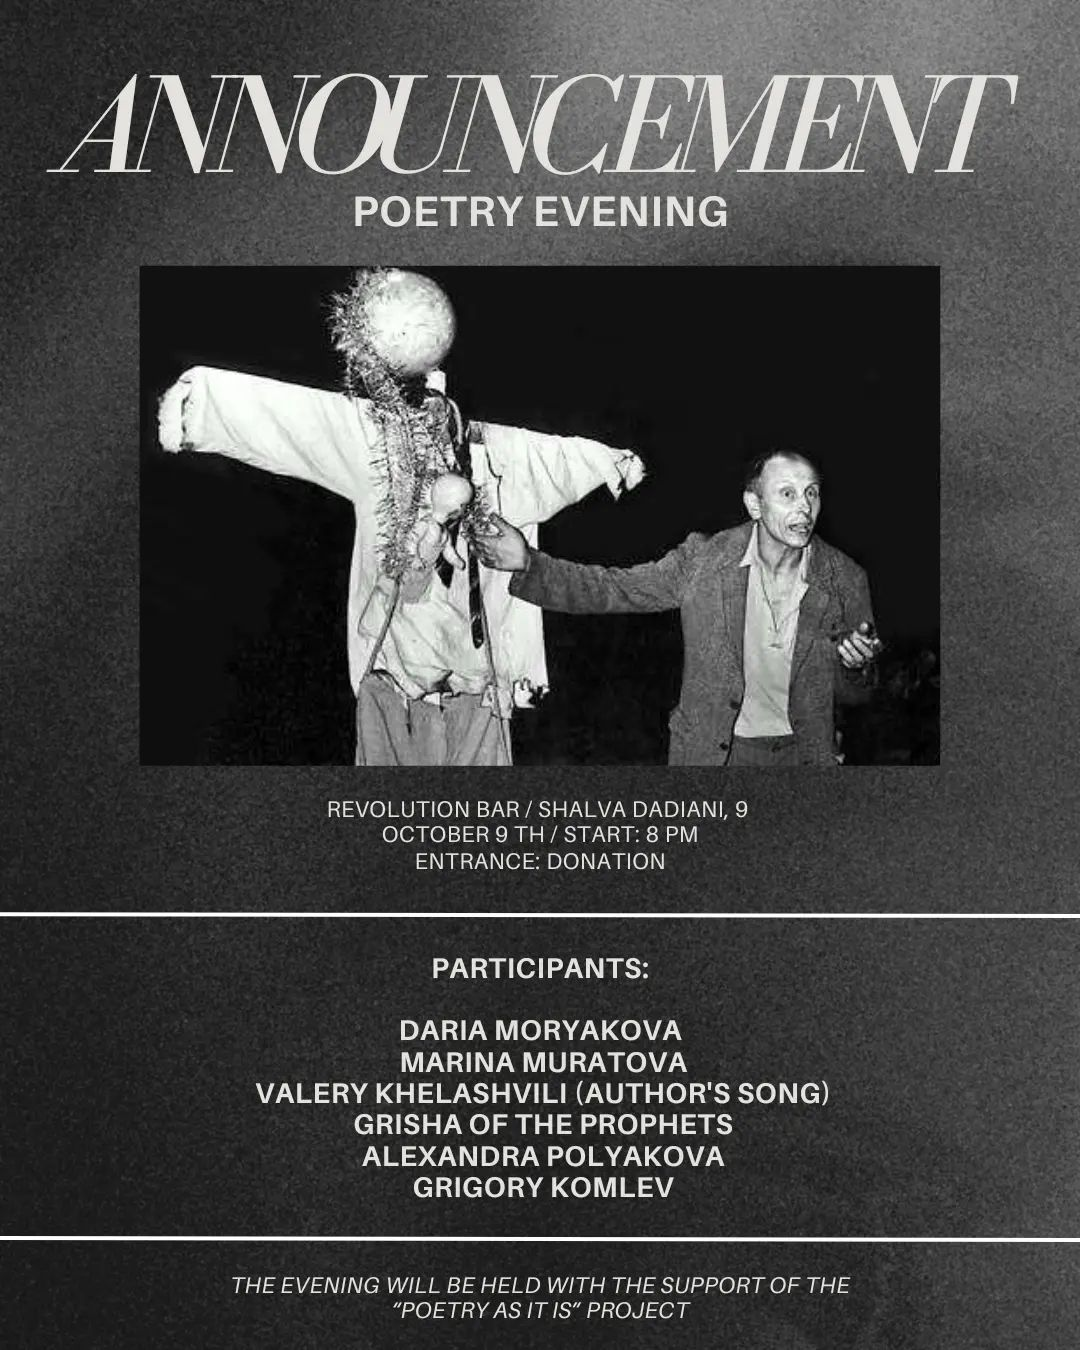 ANNOUNCEMENT
POETRY EVENING
REVOLUTION BAR / SHALVA DADIANI, 9
OCTOBER 9 TH / START: 8 PM
ENTRANCE: DONATION
PARTICIPANTS:
DARIA MORYAKOVA
MARINA MURATOVA
VALERY KHELASHVILI (AUTHOR'S SONG)
GRISHA OF THE PROPHETS
ALEXANDRA POLYAKOVA
GRIGORY KOMLEV
THE EVENING WILL BE HELD WITH THE SUPPORT OF THE
“POETRY AS IT IS” PROJECT